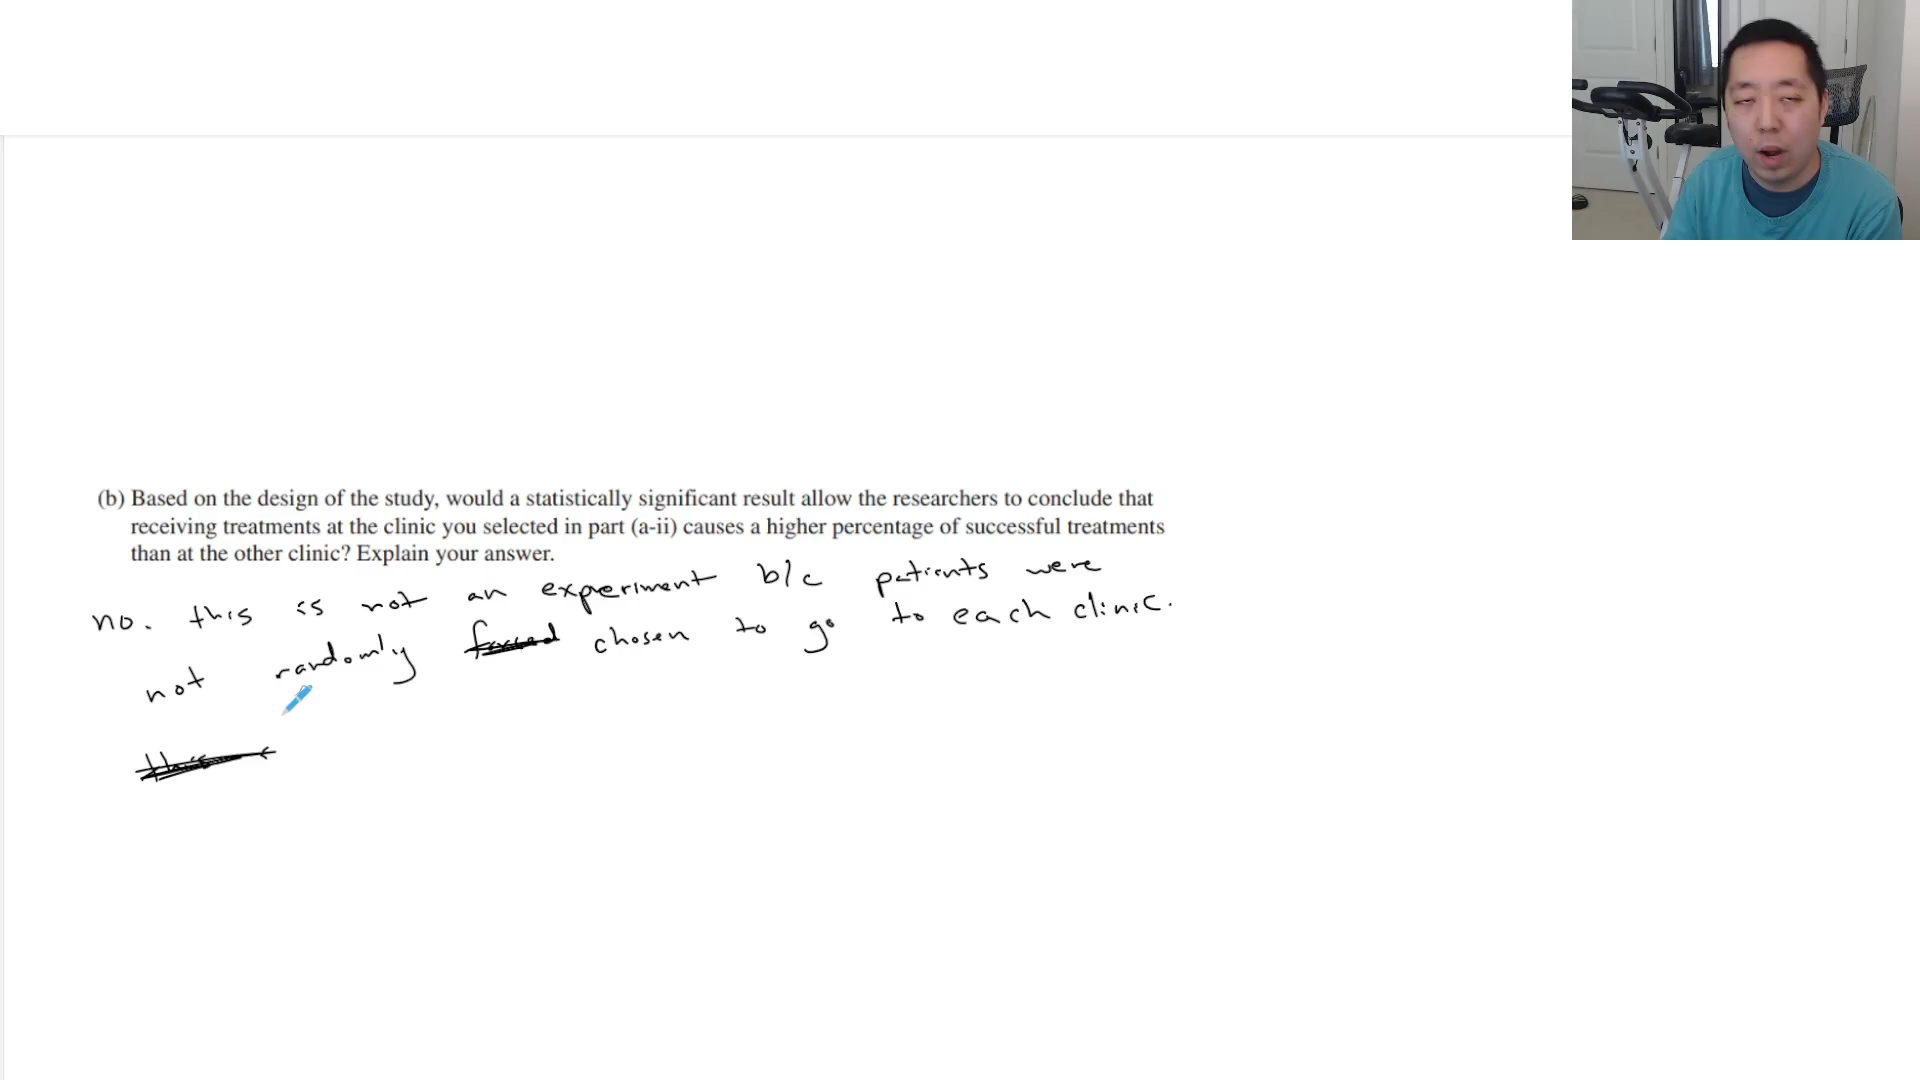 (b) Based on the design of the study, would a statistically significant result allow the researchers to conclude that
receiving treatments at the clinic you selected in part (a-ii) causes a higher percentage of successful treatments
than at the other clinic? Explain your answer.
no. this is not an experiment b/c patients were
not randomly chosen to go to each clinic.